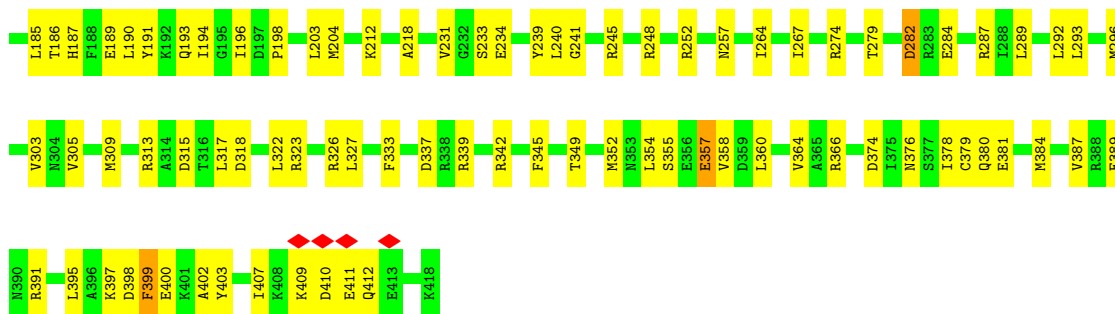 L185 T186 H187 F188 E189 L190 Y191 K192 Q193 I194 G195 I196 D197 P198 L203 M204 K212 A218 V231 G232 S233 E234 Y239 L240 G241 R245 R248 R252 N257 I264 I267 R274 T279 D282 R283 E284 R287 I288 L289 L292 L293 M296
V303 N304 V305 M309 R313 A314 D315 T316 L317 D318 L322 R323 R326 L327 F333 D337 R338 R339 R342 F345 T349 M352 N353 L354 S355 E356 E357 V358 D359 L360 V364 A365 R366 D374 I375 N376 S377 I378 C379 Q380 E381 M384 V387 R388
N390 R391 L395 A396 K397 D398 F399 E400 K401 A402 Y403 I407 K408 K409 D410 E411 Q412 E413 K418